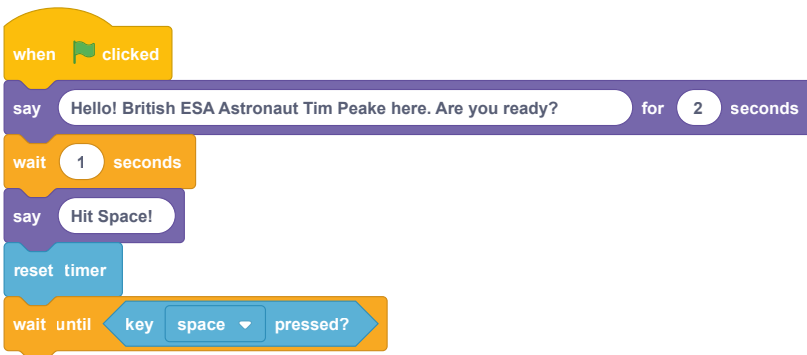 when clicked
say Hello! British ESA Astronaut Tim Peake here. Are you ready? for 2 seconds
wait 1 seconds
say Hit Space!
reset timer
wait until key space pressed?